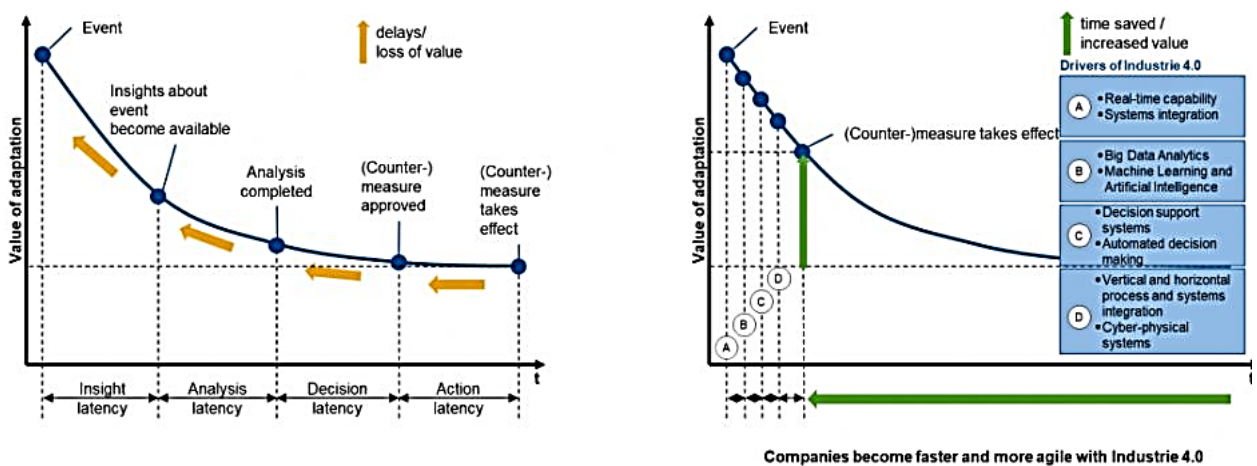 Value of adaptation
Event
delays/
loss of value
Insights about
event
become available
Analysis
completed
(Counter-)
measure
approved
(Counter-)
measure
takes
effect
t
Insight
latency
Analysis
latency
Decision
latency
Action
latency
Value of adaptation
Event
time saved /
increased value
Drivers of Industrie 4.0
(Counter-)measure takes effect
A
•Real-time capability
•Systems integration
B
•Big Data Analytics
•Machine Learning and
Artificial Intelligence
C
•Decision support
systems
•Automated decision
making
D
•Vertical and horizontal
process and systems
integration
•Cyber-physical
systems
D
C
B
A
t
Companies become faster and more agile with Industrie 4.0